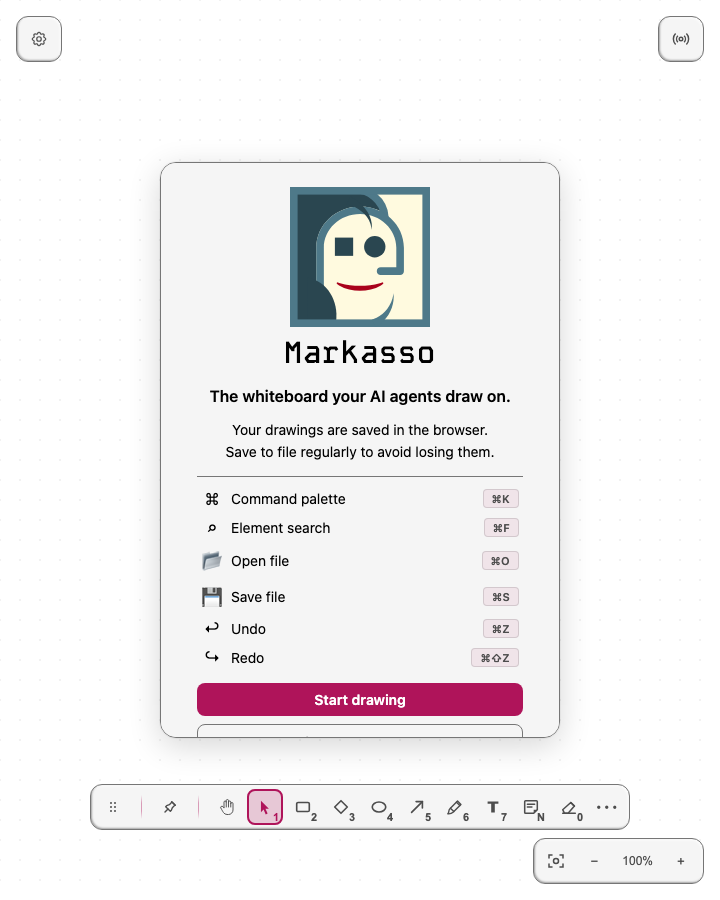 Markasso
The whiteboard your AI agents draw on.
Your drawings are saved in the browser.
Save to file regularly to avoid losing them.
⌘ Command palette ⌘K
Element search ⌘F
Open file ⌘O
Save file ⌘S
Undo ⌘Z
Redo ⌘⇧Z
Start drawing
1 2 3 4 5 6 T 7 N 0
− 100% +